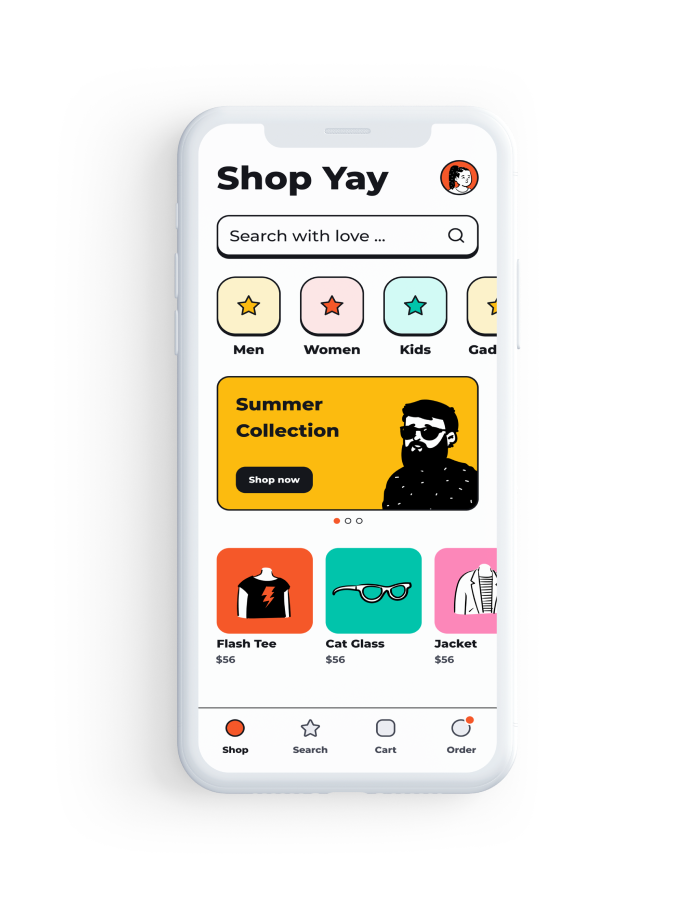 Shop Yay
Search with love ...
Men Women Kids Gad
Summer
Collection
Shop now
Flash Tee Cat Glass Jacket
$56 $56 $56
Shop Search Cart Order